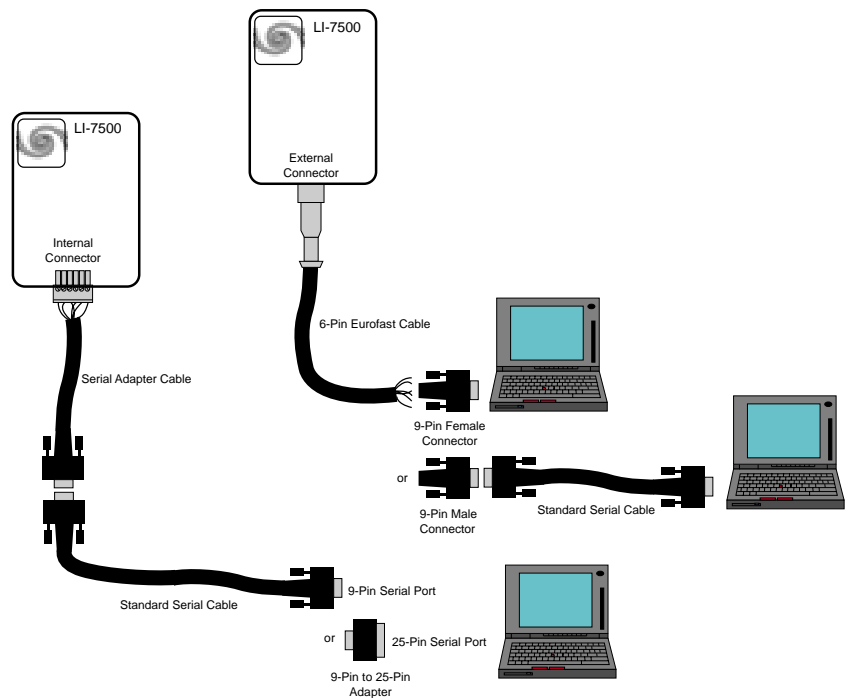 LI-7500
External
Connector
LI-7500
Internal
Connector
6-Pin Eurofast Cable
Serial Adapter Cable
9-Pin Female
Connector
or
9-Pin Male
Connector
Standard Serial Cable
9-Pin Serial Port
Standard Serial Cable
or
25-Pin Serial Port
9-Pin to 25-Pin
Adapter